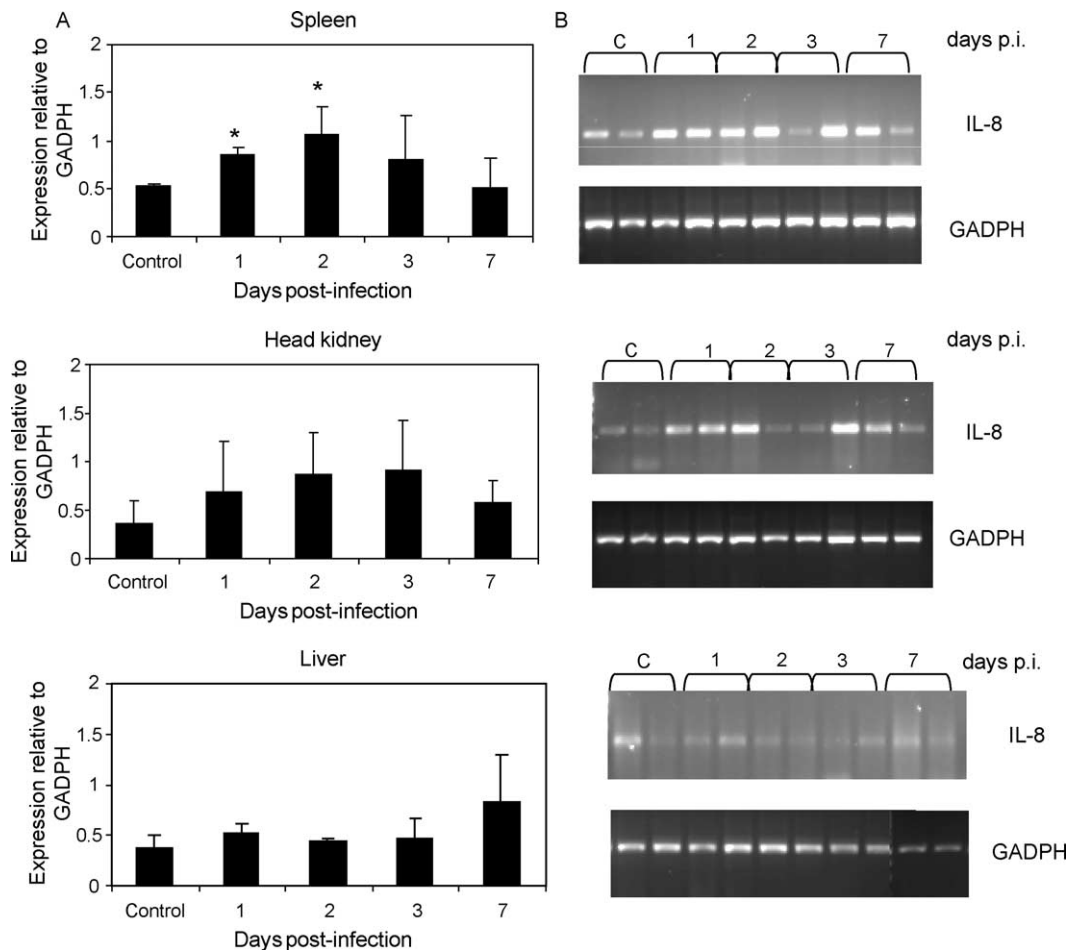 A
Spleen
Expression relative to
GADPH
2
1.5
1
0.5
0
*
*
Control 1 2 3 7
Days post-infection
B
C 1 2 3 7 days p.i.
IL-8
GADPH
Head kidney
Expression relative to
GADPH
2
1.5
1
0.5
0
Control 1 2 3 7
Days post-infection
C 1 2 3 7 days p.i.
IL-8
GADPH
Liver
Expression relative to
GADPH
2
1.5
1
0.5
0
Control 1 2 3 7
Days post-infection
C 1 2 3 7 days p.i.
IL-8
GADPH